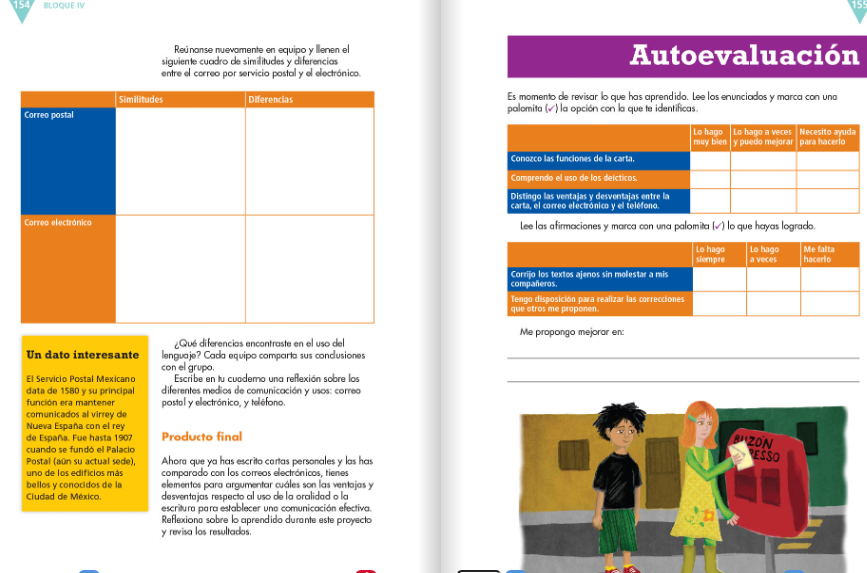 154
BLOQUE IV
Reúnanse nuevamente en equipo y llenen el
siguiente cuadro de similitudes y diferencias
entre el correo por servicio postal y el electrónico.
Similitudes
Diferencias
Correo postal
Correo electrónico
Un dato interesante
El Servicio Postal Mexicano
data de 1580 y su principal
función era mantener
comunicados al virrey de
Nueva España con el rey
de España. Fue hasta 1907
cuando se fundó el Palacio
Postal (aún su actual sede),
uno de los edificios más
bellos y conocidos de la
Ciudad de México.
¿Qué diferencias encontraste en el uso del
lenguaje? Cada equipo comparta sus conclusiones
con el grupo.
Escribe en tu cuaderno una reflexión sobre los
diferentes medios de comunicación y usos: correo
postal y electrónico, y teléfono.
Producto final
Ahora que ya has escrito cartas personales y las has
comparado con los correos electrónicos, tienes
elementos para argumentar cuáles son las ventajas y
desventajas respecto al uso de la oralidad o la
escritura para establecer una comunicación efectiva.
Reflexiona sobre lo aprendido durante este proyecto
y revisa los resultados.
155
Autoevaluación
Es momento de revisar lo que has aprendido. Lee los enunciados y marca con una
palomita (✓) la opción con la que te identificas.
Lo hago
muy bien
Lo hago a veces
y puedo mejorar
Necesito ayuda
para hacerlo
Conozco las funciones de la carta.
Comprendo el uso de los deícticos.
Distingo las ventajas y desventajas entre la
carta, el correo electrónico y el teléfono.
Lee las afirmaciones y marca con una palomita (✓) lo que hayas logrado.
Lo hago
siempre
Lo hago
a veces
Me falta
hacerlo
Corrijo los textos ajenos sin molestar a mis
compañeros.
Tengo disposición para realizar las correcciones
que otros me proponen.
Me propongo mejorar en:
BUZÓN